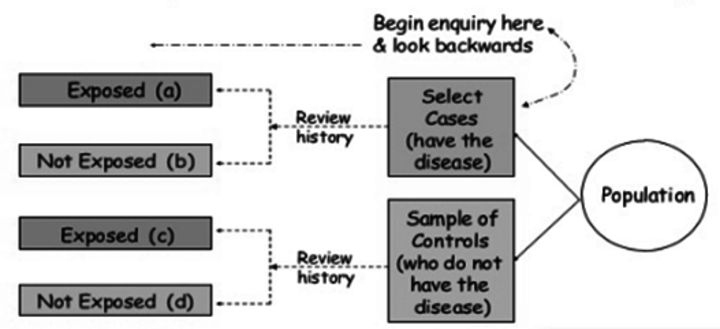 Begin enquiry here
& look backwards
Exposed (a)
Not Exposed (b)
Review
history
Select
Cases
(have the
disease)
Population
Exposed (c)
Not Exposed (d)
Review
history
Sample of
Controls
(who do not
have the
disease)